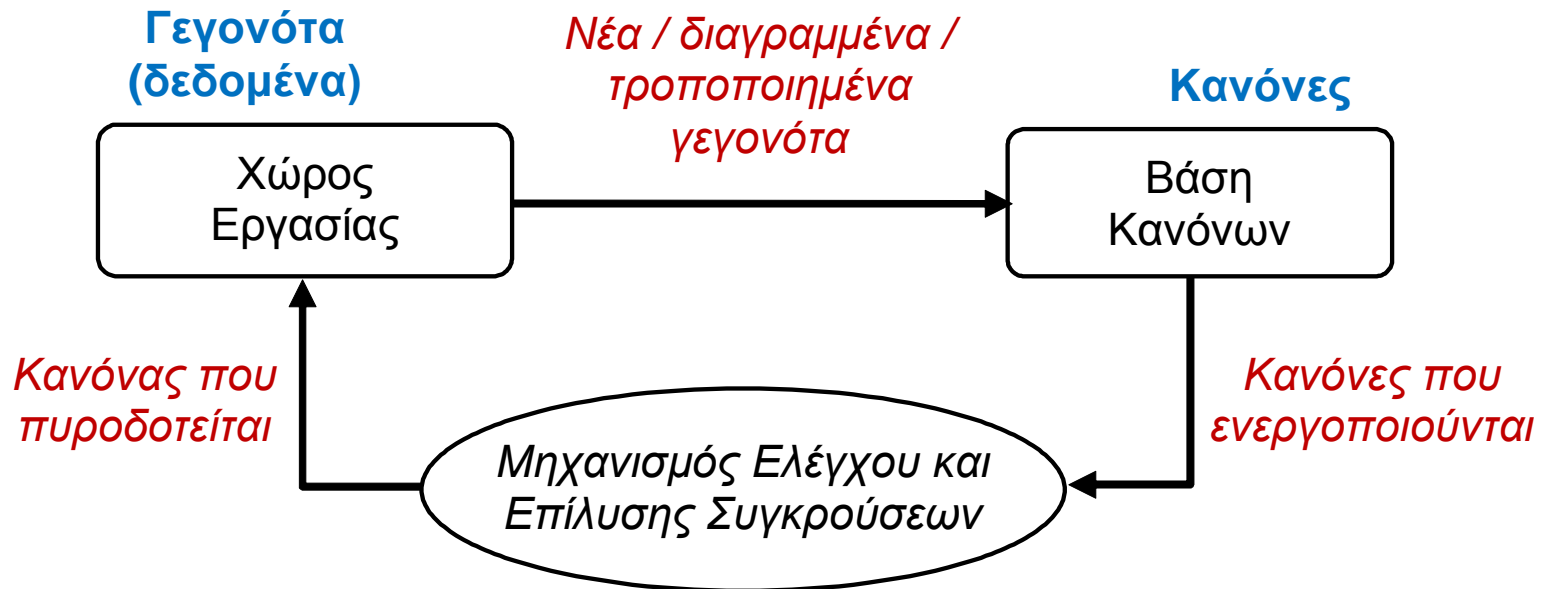 Γεγονότα
(δεδομένα)
Νέα / διαγραμμένα /
τροποποιημένα
γεγονότα
Κανόνες
Χώρος
Εργασίας
Βάση
Κανόνων
Κανόνας που
πυροδοτείται
Κανόνες που
ενεργοποιούνται
Μηχανισμός Ελέγχου και
Επίλυσης Συγκρούσεων